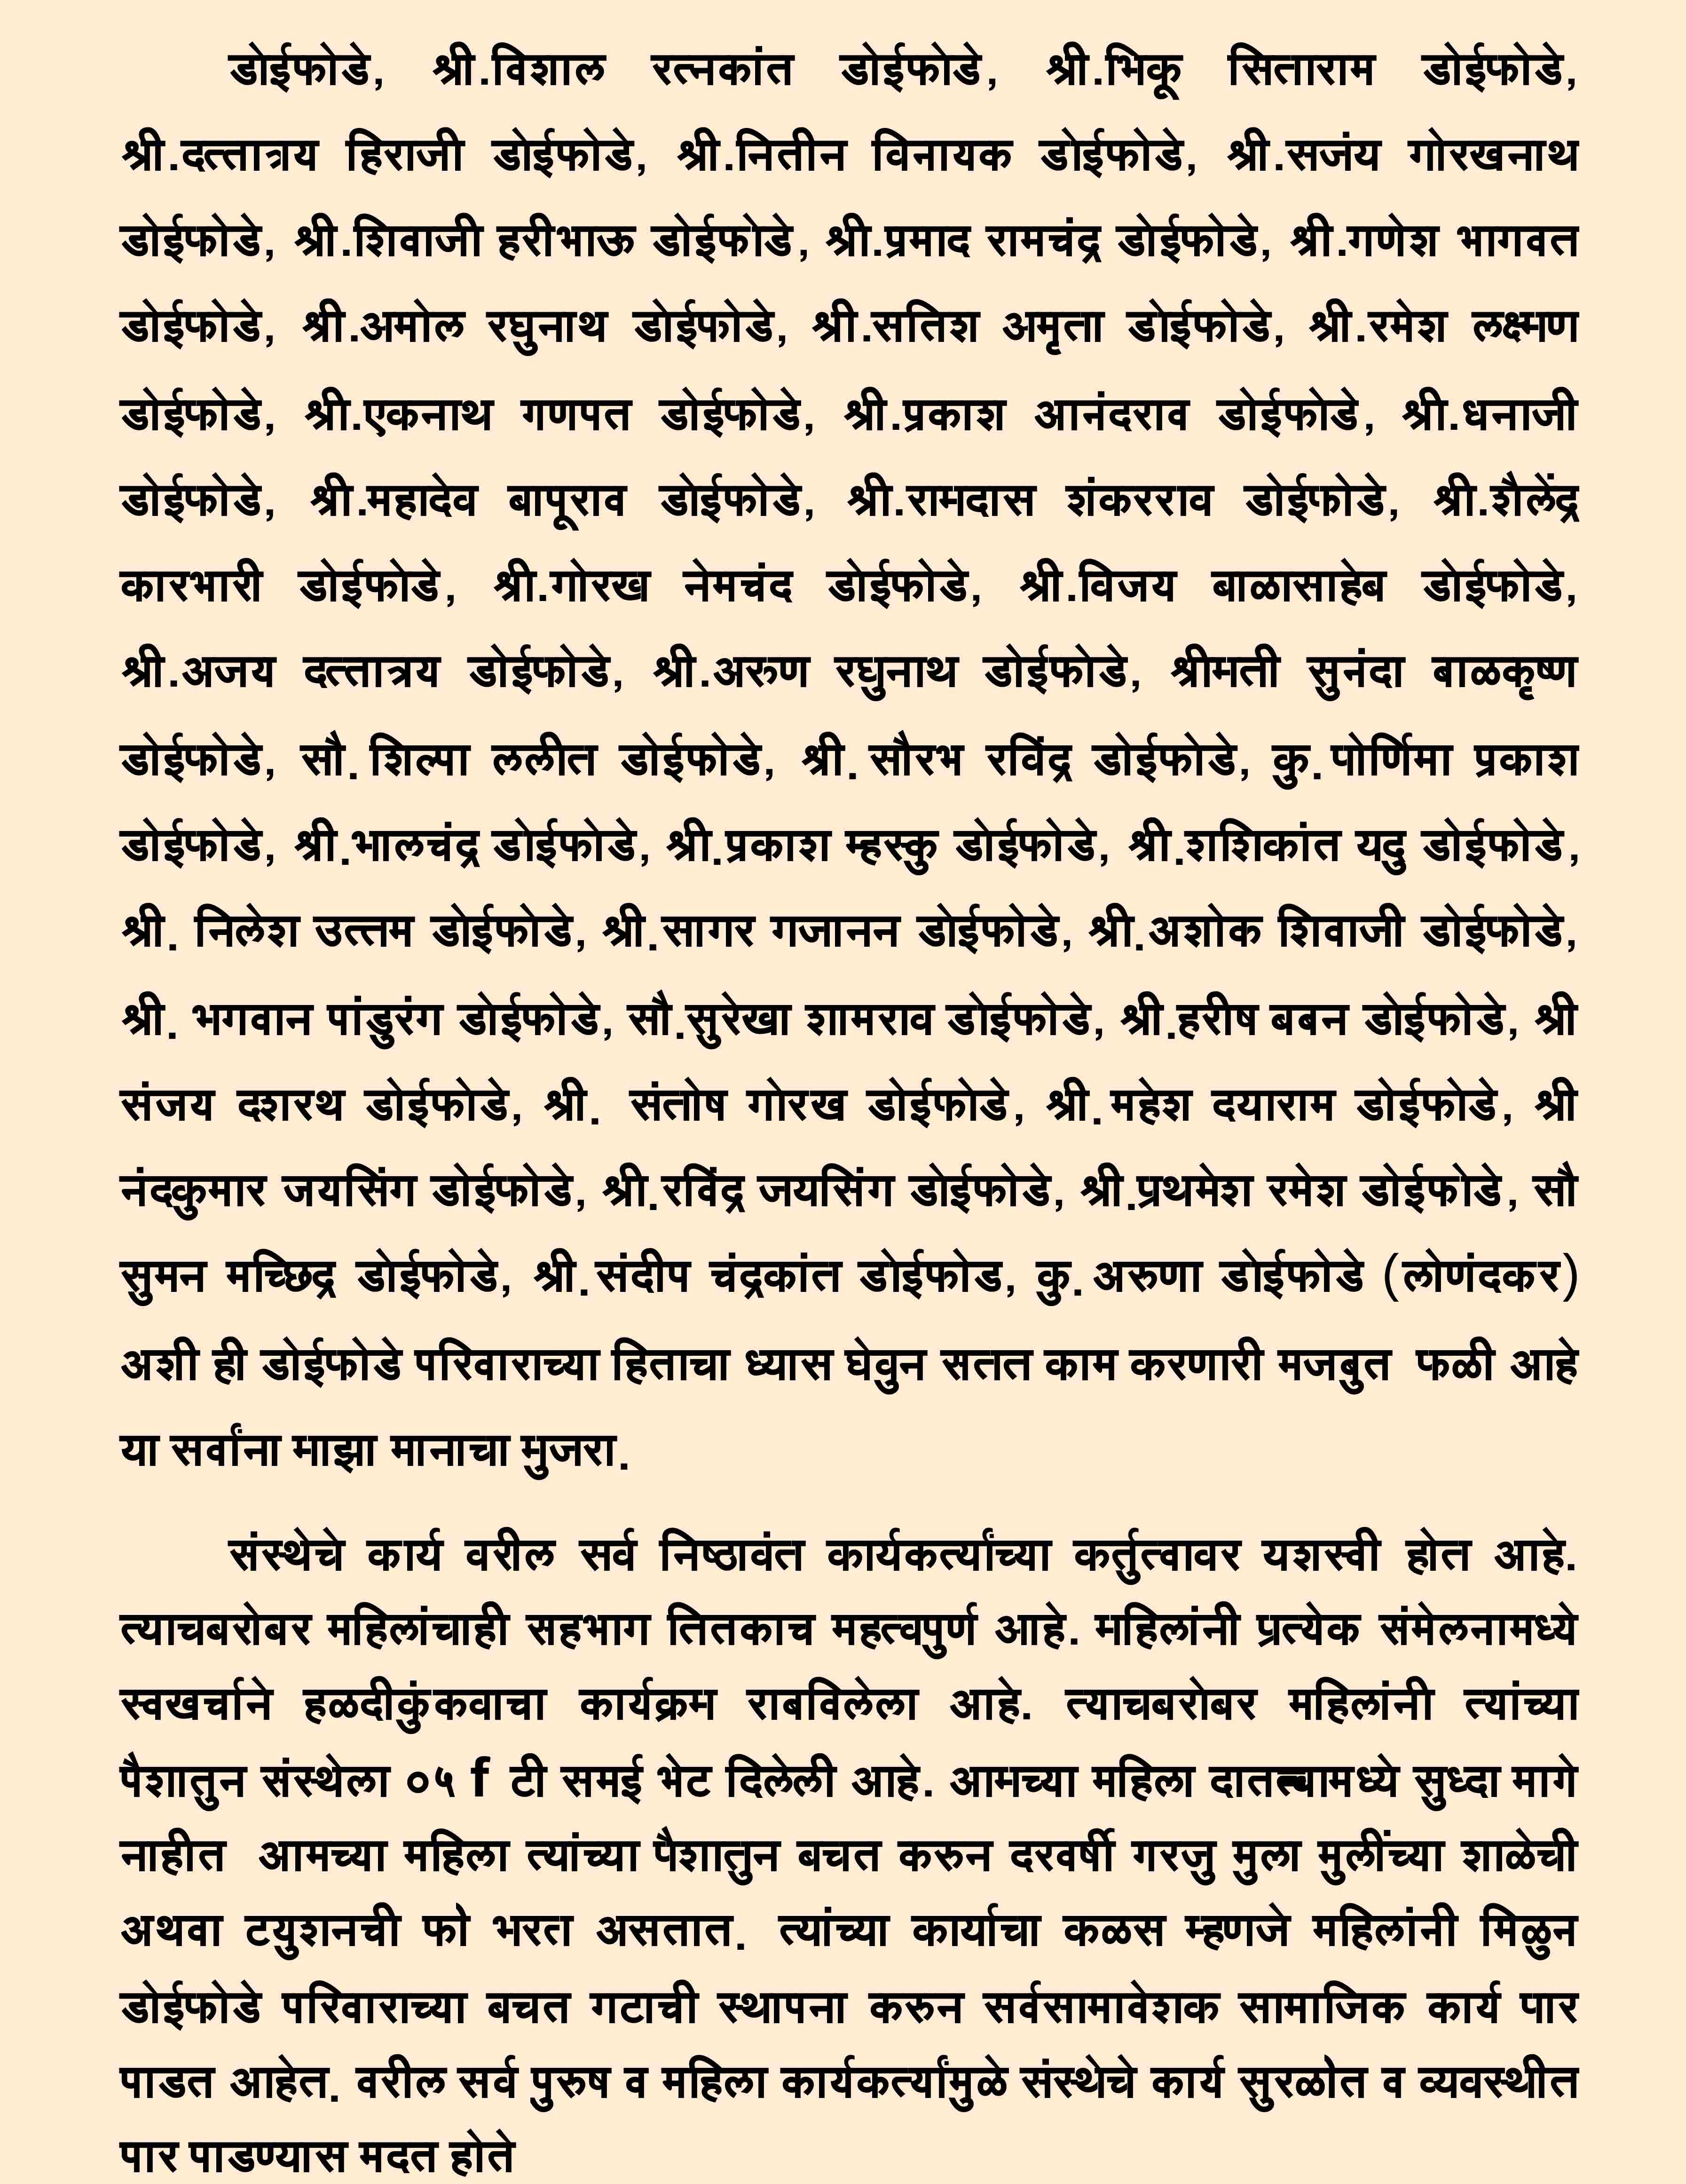 डोईफोडे, श्री.विशाल रत्नकांत डोईफोडे, श्री.भिकू सिताराम डोईफोडे,
श्री.दत्तात्रय हिराजी डोईफोडे, श्री.नितीन विनायक डोईफोडे, श्री.सजंय गोरखनाथ
डोईफोडे, श्री.शिवाजी हरीभाऊ डोईफोडे, श्री.प्रमाद रामचंद्र डोईफोडे, श्री.गणेश भागवत
डोईफोडे, श्री.अमोल रघुनाथ डोईफोडे, श्री.सतिश अमृता डोईफोडे, श्री.रमेश लक्ष्मण
डोईफोडे, श्री.एकनाथ गणपत डोईफोडे, श्री.प्रकाश आनंदराव डोईफोडे, श्री.धनाजी
डोईफोडे, श्री.महादेव बापूराव डोईफोडे, श्री.रामदास शंकरराव डोईफोडे, श्री.शैलेंद्र
कारभारी डोईफोडे, श्री.गोरख नेमचंद डोईफोडे, श्री.विजय बाळासाहेब डोईफोडे,
श्री.अजय दत्तात्रय डोईफोडे, श्री.अरुण रघुनाथ डोईफोडे, श्रीमती सुनंदा बाळकृष्ण
डोईफोडे, सौ. शिल्पा ललीत डोईफोडे, श्री. सौरभ रविंद्र डोईफोडे, कु. पोर्णिमा प्रकाश
डोईफोडे, श्री.भालचंद्र डोईफोडे, श्री.प्रकाश म्हस्कु डोईफोडे, श्री.शशिकांत यदु डोईफोडे,
श्री. निलेश उत्तम डोईफोडे, श्री.सागर गजानन डोईफोडे, श्री.अशोक शिवाजी डोईफोडे,
श्री. भगवान पांडुरंग डोईफोडे, सौ.सुरेखा शामराव डोईफोडे, श्री.हरीष बबन डोईफोडे, श्री
संजय दशरथ डोईफोडे, श्री. संतोष गोरख डोईफोडे, श्री. महेश दयाराम डोईफोडे, श्री
नंदकुमार जयसिंग डोईफोडे, श्री.रविंद्र जयसिंग डोईफोडे, श्री.प्रथमेश रमेश डोईफोडे, सौ
सुमन मच्छिद्र डोईफोडे, श्री.संदीप चंद्रकांत डोईफोड, कु. अरुणा डोईफोडे (लोणंदकर)
अशी ही डोईफोडे परिवाराच्या हिताचा ध्यास घेवुन सतत काम करणारी मजबुत फळी आहे
या सर्वांना माझा मानाचा मुजरा.
संस्थेचे कार्य वरील सर्व निष्ठावंत कार्यकर्त्यांच्या कर्तुत्वावर यशस्वी होत आहे.
त्याचबरोबर महिलांचाही सहभाग तितकाच महत्वपुर्ण आहे. महिलांनी प्रत्येक संमेलनामध्ये
स्वखर्चाने हळदीकुंकवाचा कार्यक्रम राबविलेला आहे. त्याचबरोबर महिलांनी त्यांच्या
पैशातुन संस्थेला ०५ f टी समई भेट दिलेली आहे. आमच्या महिला दातत्त्वामध्ये सुध्दा मागे
नाहीत आमच्या महिला त्यांच्या पैशातुन बचत करुन दरवर्षी गरजु मुला मुलींच्या शाळेची
अथवा टयुशनची फो भरत असतात. त्यांच्या कार्याचा कळस म्हणजे महिलांनी मिळुन
डोईफोडे परिवाराच्या बचत गटाची स्थापना करुन सर्वसामावेशक सामाजिक कार्य पार
पाडत आहेत. वरील सर्व पुरुष व महिला कार्यकर्त्यांमुळे संस्थेचे कार्य सुरळोत व व्यवस्थीत
पार पाडण्यास मदत होते